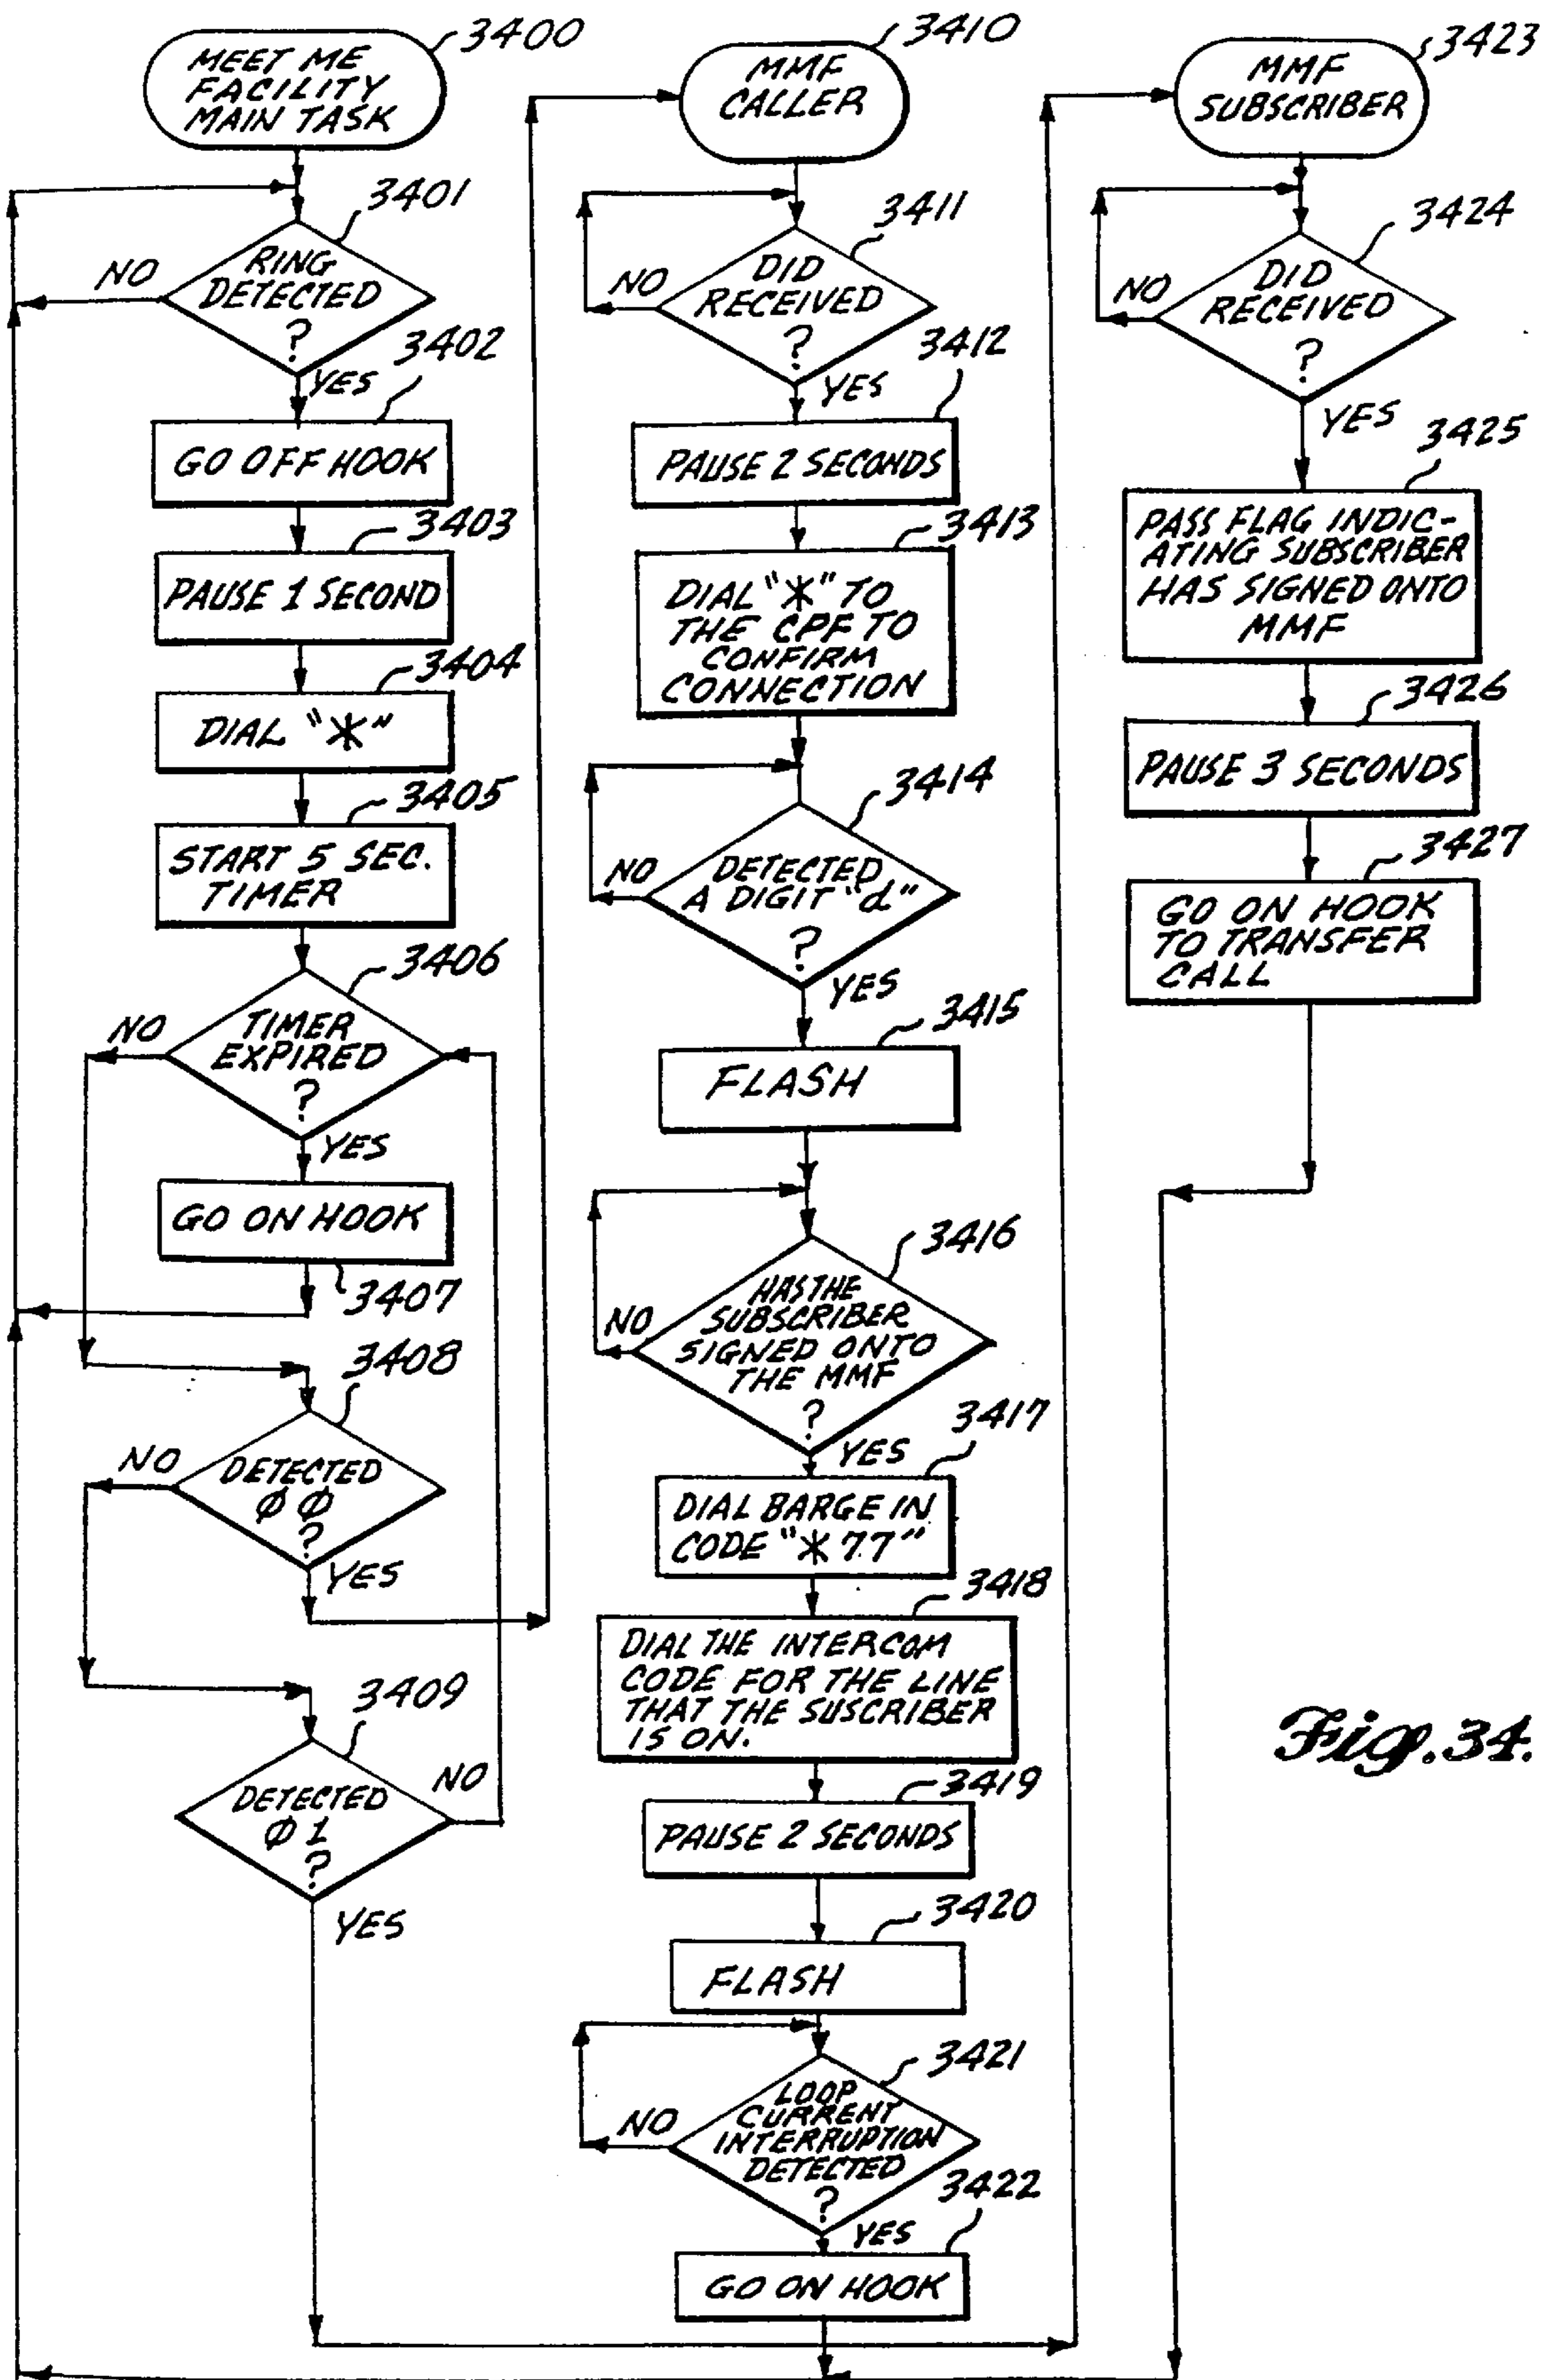 3400
MEET ME
FACILITY
MAIN TASK
3401
RING
DETECTED
?
NO
YES
3402
GO OFF HOOK
3403
PAUSE 1 SECOND
3404
DIAL "*"
3405
START 5 SEC.
TIMER
3406
TIMER
EXPIRED
?
NO
YES
GO ON HOOK
3407
3408
DETECTED
ØØ
?
NO
YES
3409
DETECTED
Ø1
?
NO
YES
3410
MMF
CALLER
3411
DID
RECEIVED
?
NO
YES
3412
PAUSE 2 SECONDS
3413
DIAL "*" TO
THE CPF TO
CONFIRM
CONNECTION
3414
DETECTED
A DIGIT "d"
?
NO
YES
3415
FLASH
3416
HAS THE
SUBSCRIBER
SIGNED ONTO
THE MMF
?
NO
YES
3417
DIAL BARGE IN
CODE "*77"
3418
DIAL THE INTERCOM
CODE FOR THE LINE
THAT THE SUSCRIBER
IS ON.
3419
PAUSE 2 SECONDS
3420
FLASH
3421
LOOP
CURRENT
INTERRUPTION
DETECTED
?
NO
YES
3422
GO ON HOOK
3423
MMF
SUBSCRIBER
3424
DID
RECEIVED
?
NO
YES
3425
PASS FLAG INDIC-
ATING SUBSCRIBER
HAS SIGNED ONTO
MMF
3426
PAUSE 3 SECONDS
3427
GO ON HOOK
TO TRANSFER
CALL
Fig.34.